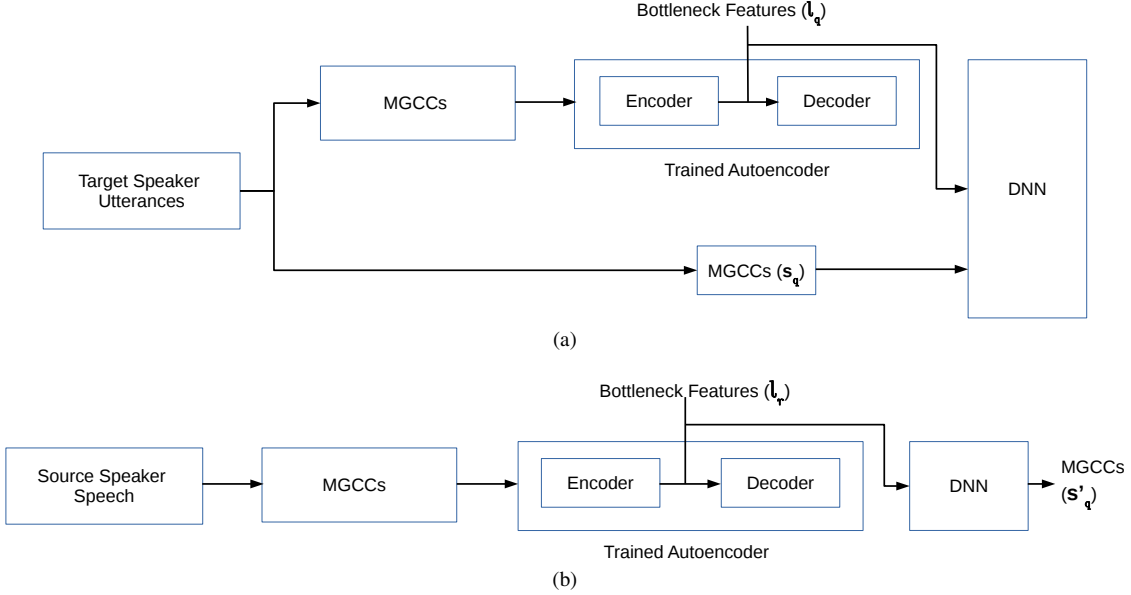 Bottleneck Features (l_q)
MGCCs
Encoder
Decoder
Trained Autoencoder
Target Speaker
Utterances
DNN
MGCCs (s_q)
(a)
Bottleneck Features (l_r)
Source Speaker
Speech
MGCCs
Encoder
Decoder
DNN
MGCCs
(s'_q)
Trained Autoencoder
(b)